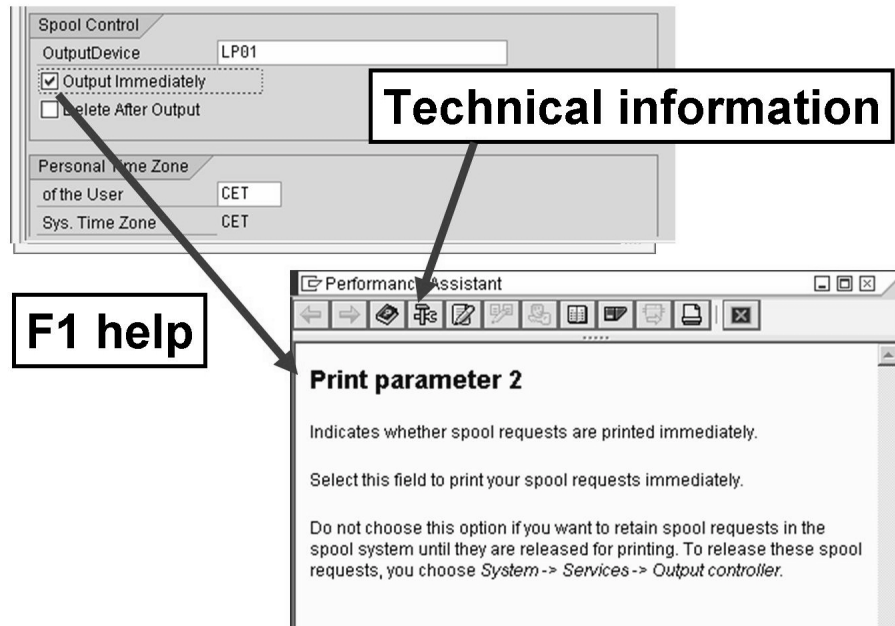 Spool Control
OutputDevice LP01
Output Immediately
Delete After Output
Technical information
Personal Time Zone
of the User CET
Sys. Time Zone CET
Performance Assistant
F1 help
Print parameter 2
Indicates whether spool requests are printed immediately.
Select this field to print your spool requests immediately.
Do not choose this option if you want to retain spool requests in the
spool system until they are released for printing. To release these spool
requests, you choose System -> Services -> Output controller.